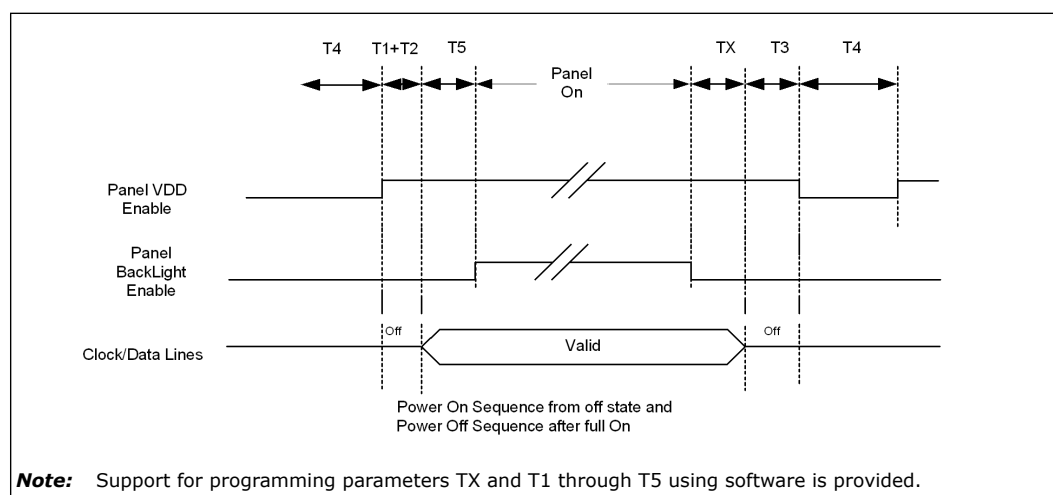 T4
T1+T2
T5
Panel
On
TX
T3
T4
Panel VDD
Enable
Panel
BackLight
Enable
Clock/Data Lines
Off
Valid
Off
Power On Sequence from off state and
Power Off Sequence after full On
Note: Support for programming parameters TX and T1 through T5 using software is provided.